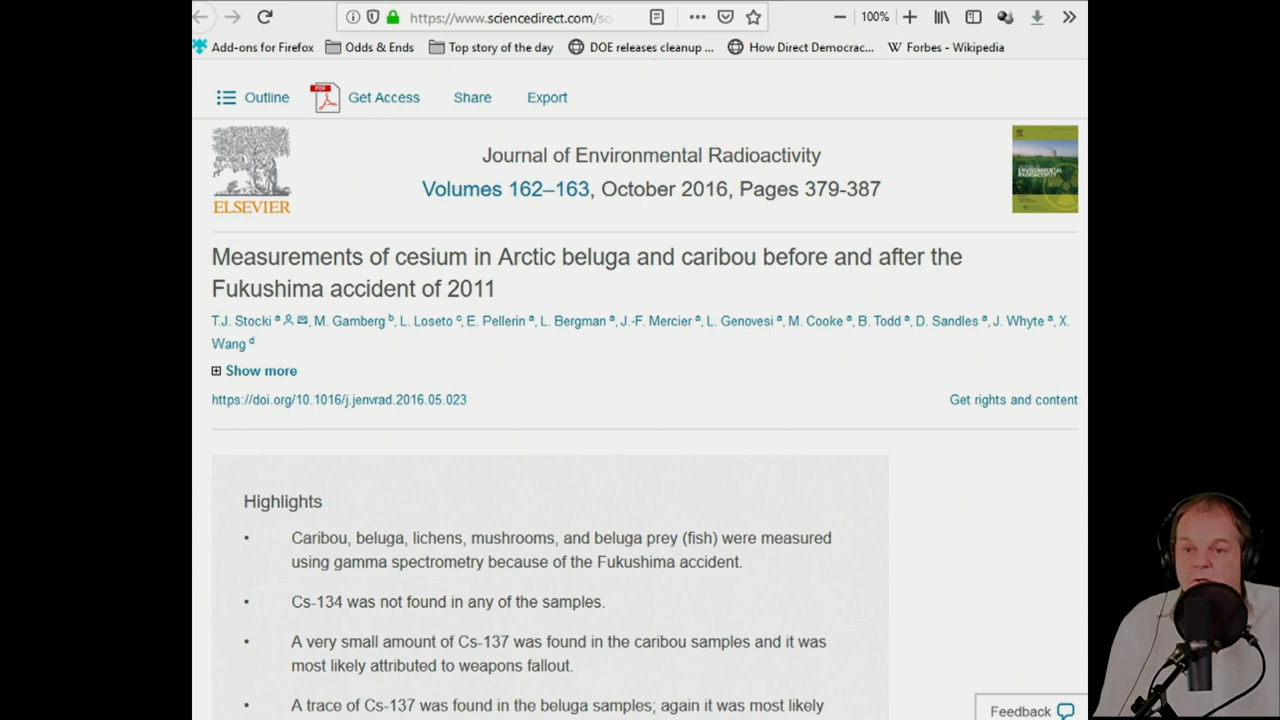 https://www.sciencedirect.com/sc
100%
Add-ons for Firefox Odds & Ends Top story of the day DOE releases cleanup ... How Direct Democrac... Forbes - Wikipedia
Outline Get Access Share Export
Journal of Environmental Radioactivity
ELSEVIER Volumes 162–163, October 2016, Pages 379-387
Measurements of cesium in Arctic beluga and caribou before and after the
Fukushima accident of 2011
T.J. Stocki a, M. Gamberg b, L. Loseto c, E. Pellerin a, L. Bergman a, J.-F. Mercier a, L. Genovesi a, M. Cooke a, B. Todd a, D. Sandles a, J. Whyte a, X.
Wang d
Show more
https://doi.org/10.1016/j.jenvrad.2016.05.023 Get rights and content
Highlights
• Caribou, beluga, lichens, mushrooms, and beluga prey (fish) were measured
using gamma spectrometry because of the Fukushima accident.
• Cs-134 was not found in any of the samples.
• A very small amount of Cs-137 was found in the caribou samples and it was
most likely attributed to weapons fallout.
• A trace of Cs-137 was found in the beluga samples; again it was most likely
Feedback